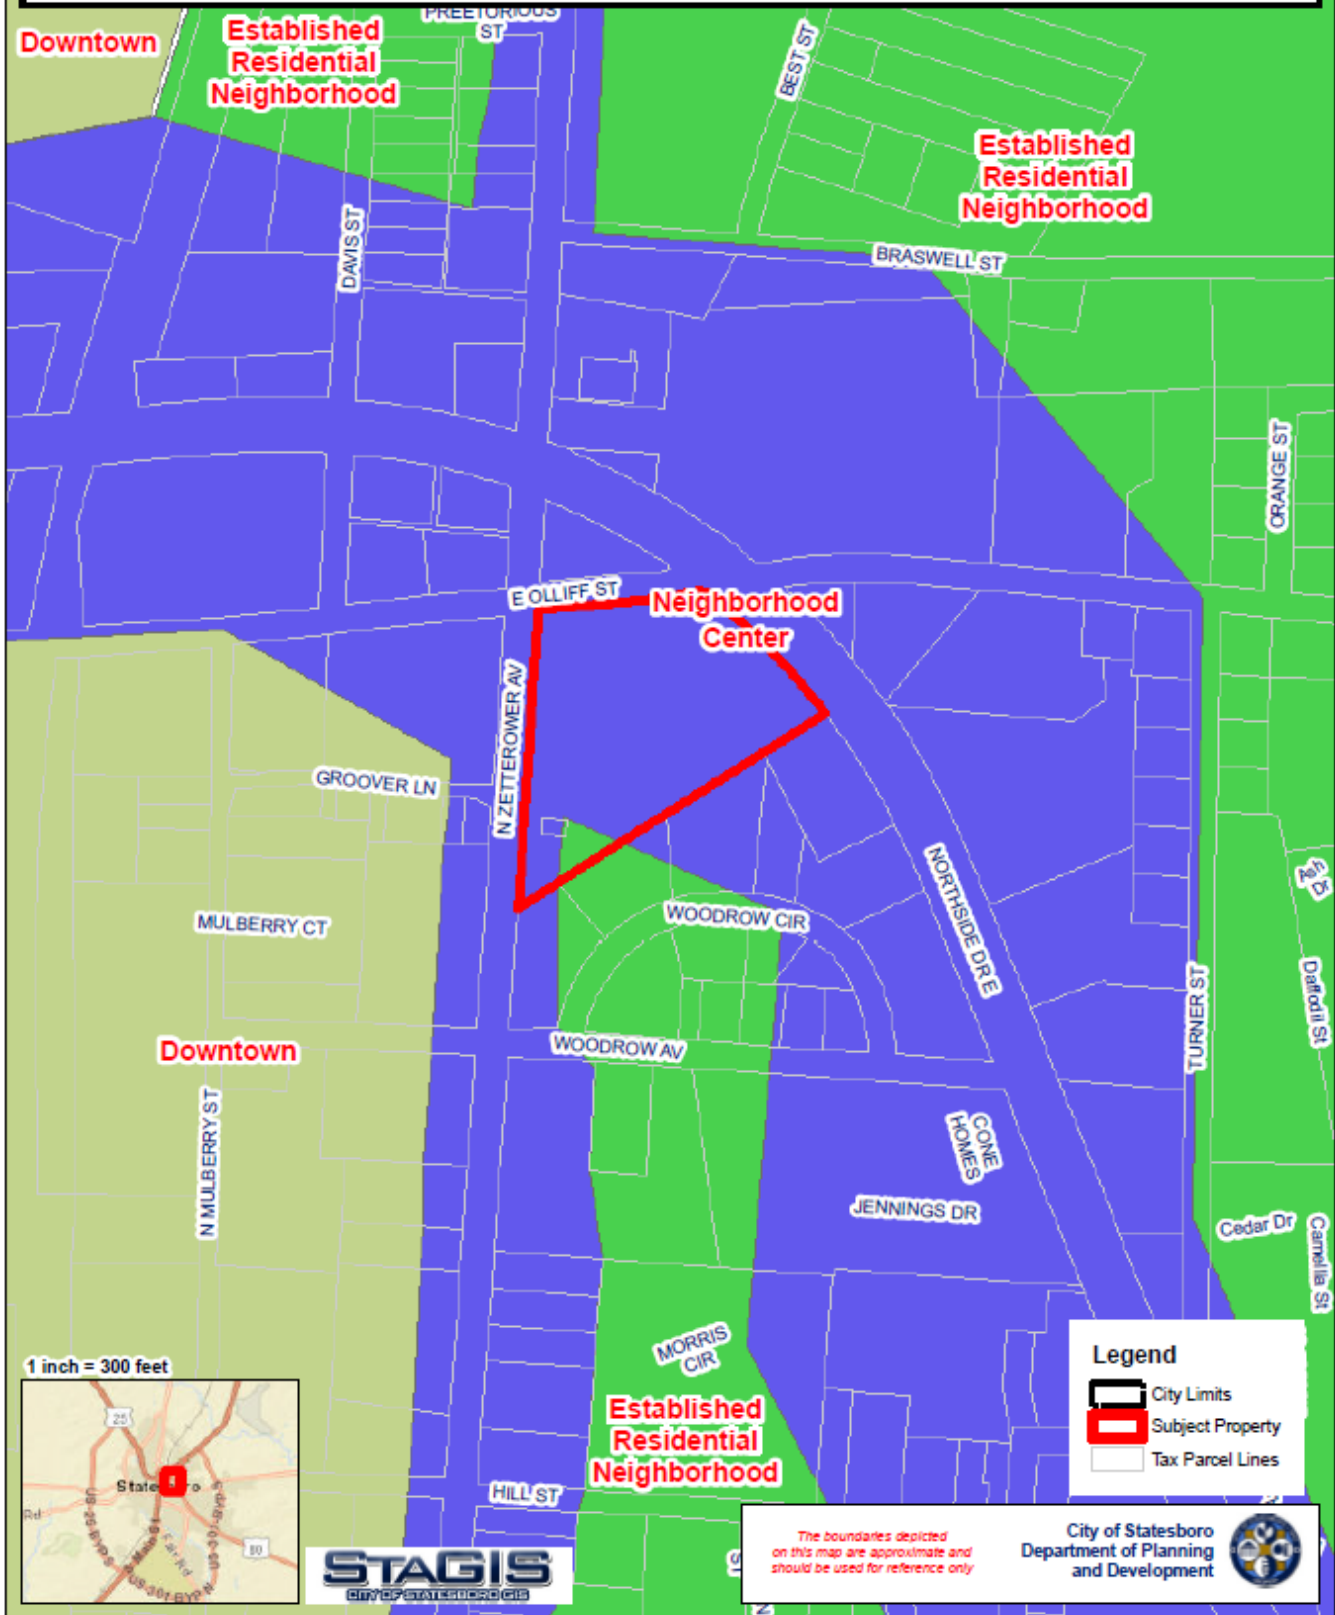 PREETORIOUS
ST
Downtown
Established
Residential
Neighborhood
BEST ST
Established
Residential
Neighborhood
DAVIS ST
BRASWELL ST
ORANGE ST
E OLLIFF ST
Neighborhood
Center
N ZETTEROWER AV
GROOVER LN
NORTHSIDE DR E
Ash
Dr
MULBERRY CT
WOODROW CIR
Daffodil St
TURNER ST
Downtown
WOODROW AV
N MULBERRY ST
CONE
HOMES
JENNINGS DR
Cedar Dr
Camellia St
MORRIS
CIR
1 inch = 300 feet
Established
Residential
Neighborhood
HILL ST
Legend
City Limits
Subject Property
Tax Parcel Lines
25
Rd
80
STAGIS
CITY OF STATESBORO GIS
ST
The boundaries depicted
on this map are approximate and
should be used for reference only
City of Statesboro
Department of Planning
and Development